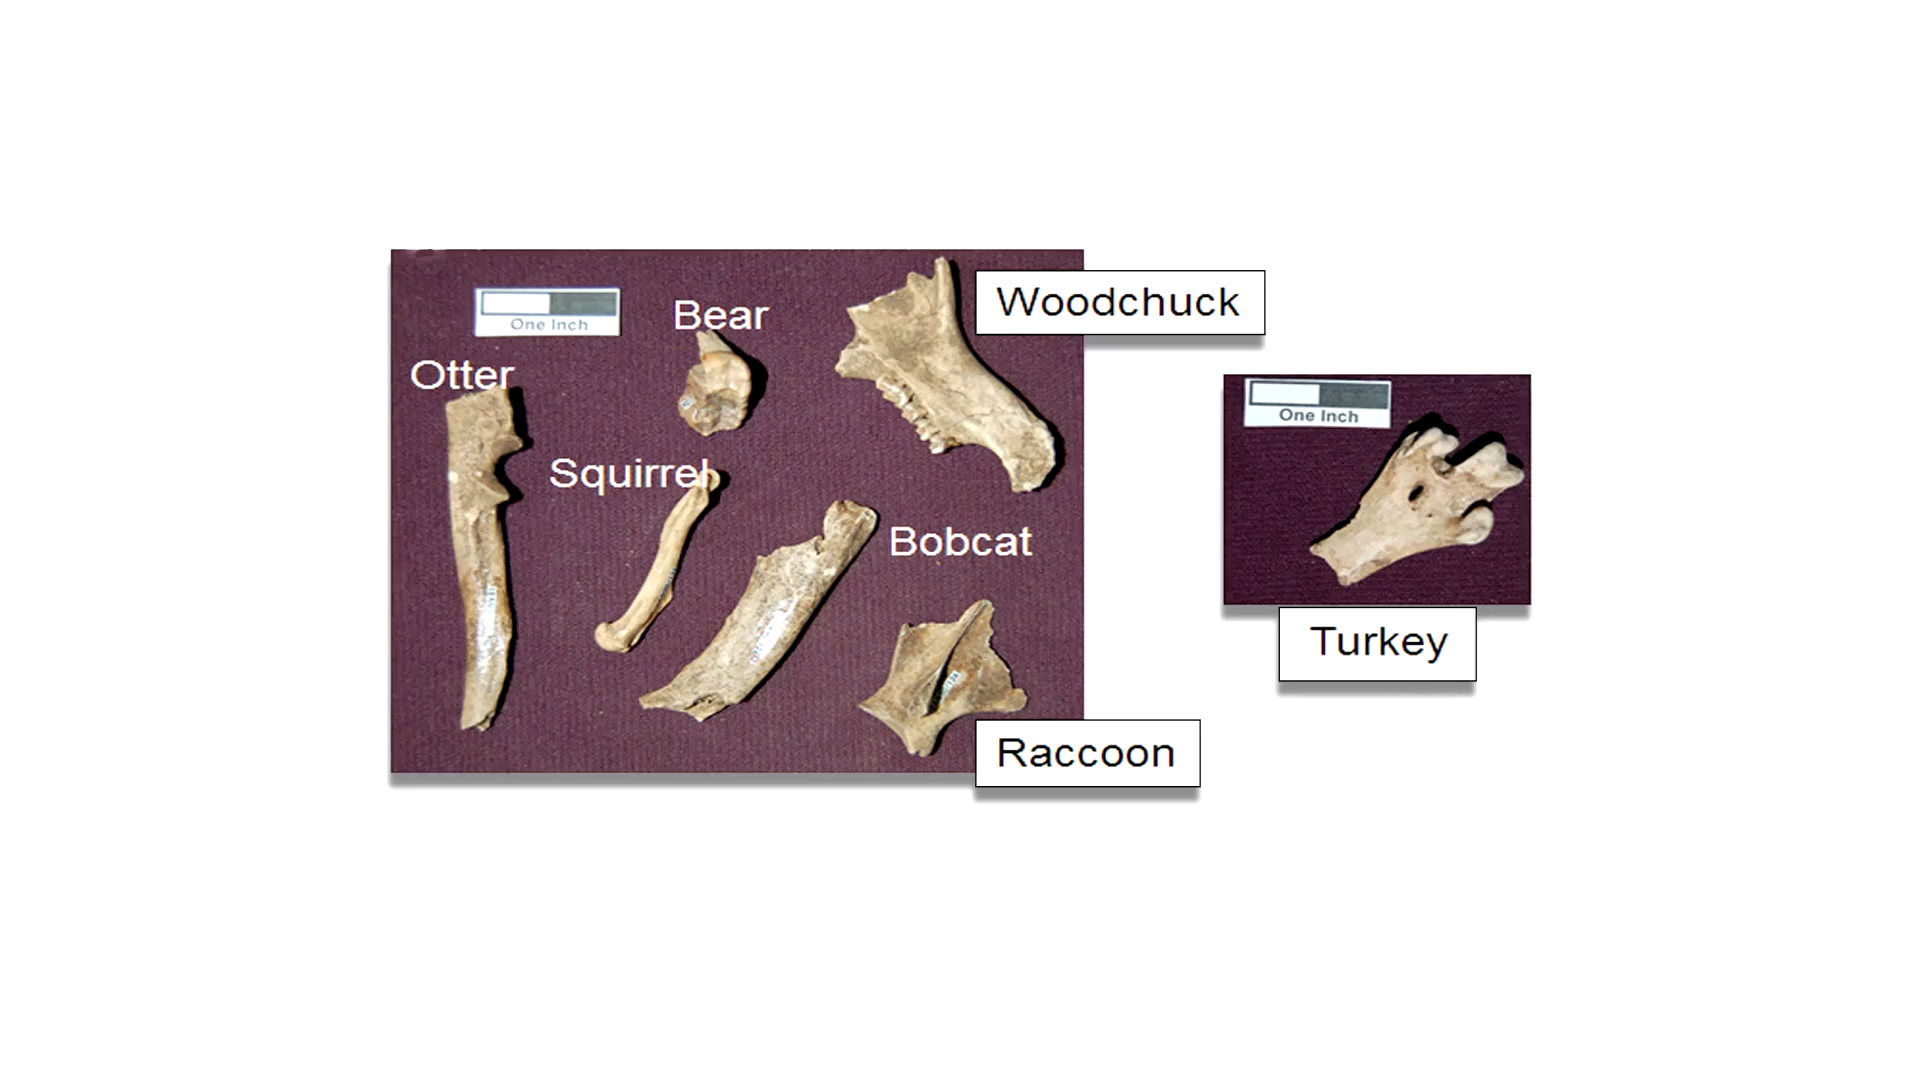 One Inch
Bear
Woodchuck
Otter
Squirrel
Bobcat
Raccoon
One Inch
Turkey